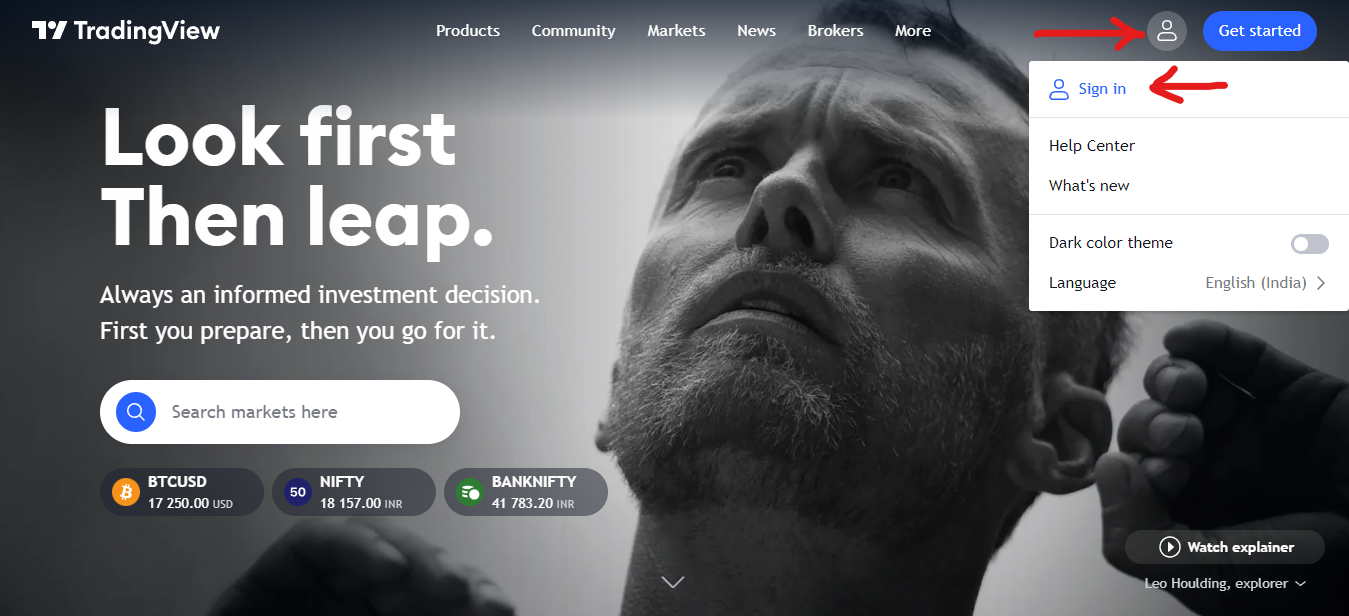 TradingView
Products Community Markets News Brokers More
Get started
Sign in
Help Center
What's new
Dark color theme
Language English (India)
Look first
Then leap.
Always an informed investment decision.
First you prepare, then you go for it.
Search markets here
BTCUSD
17 250.00 USD
50
NIFTY
18 157.00 INR
BANKNIFTY
41 783.20 INR
Watch explainer
Leo Houlding, explorer